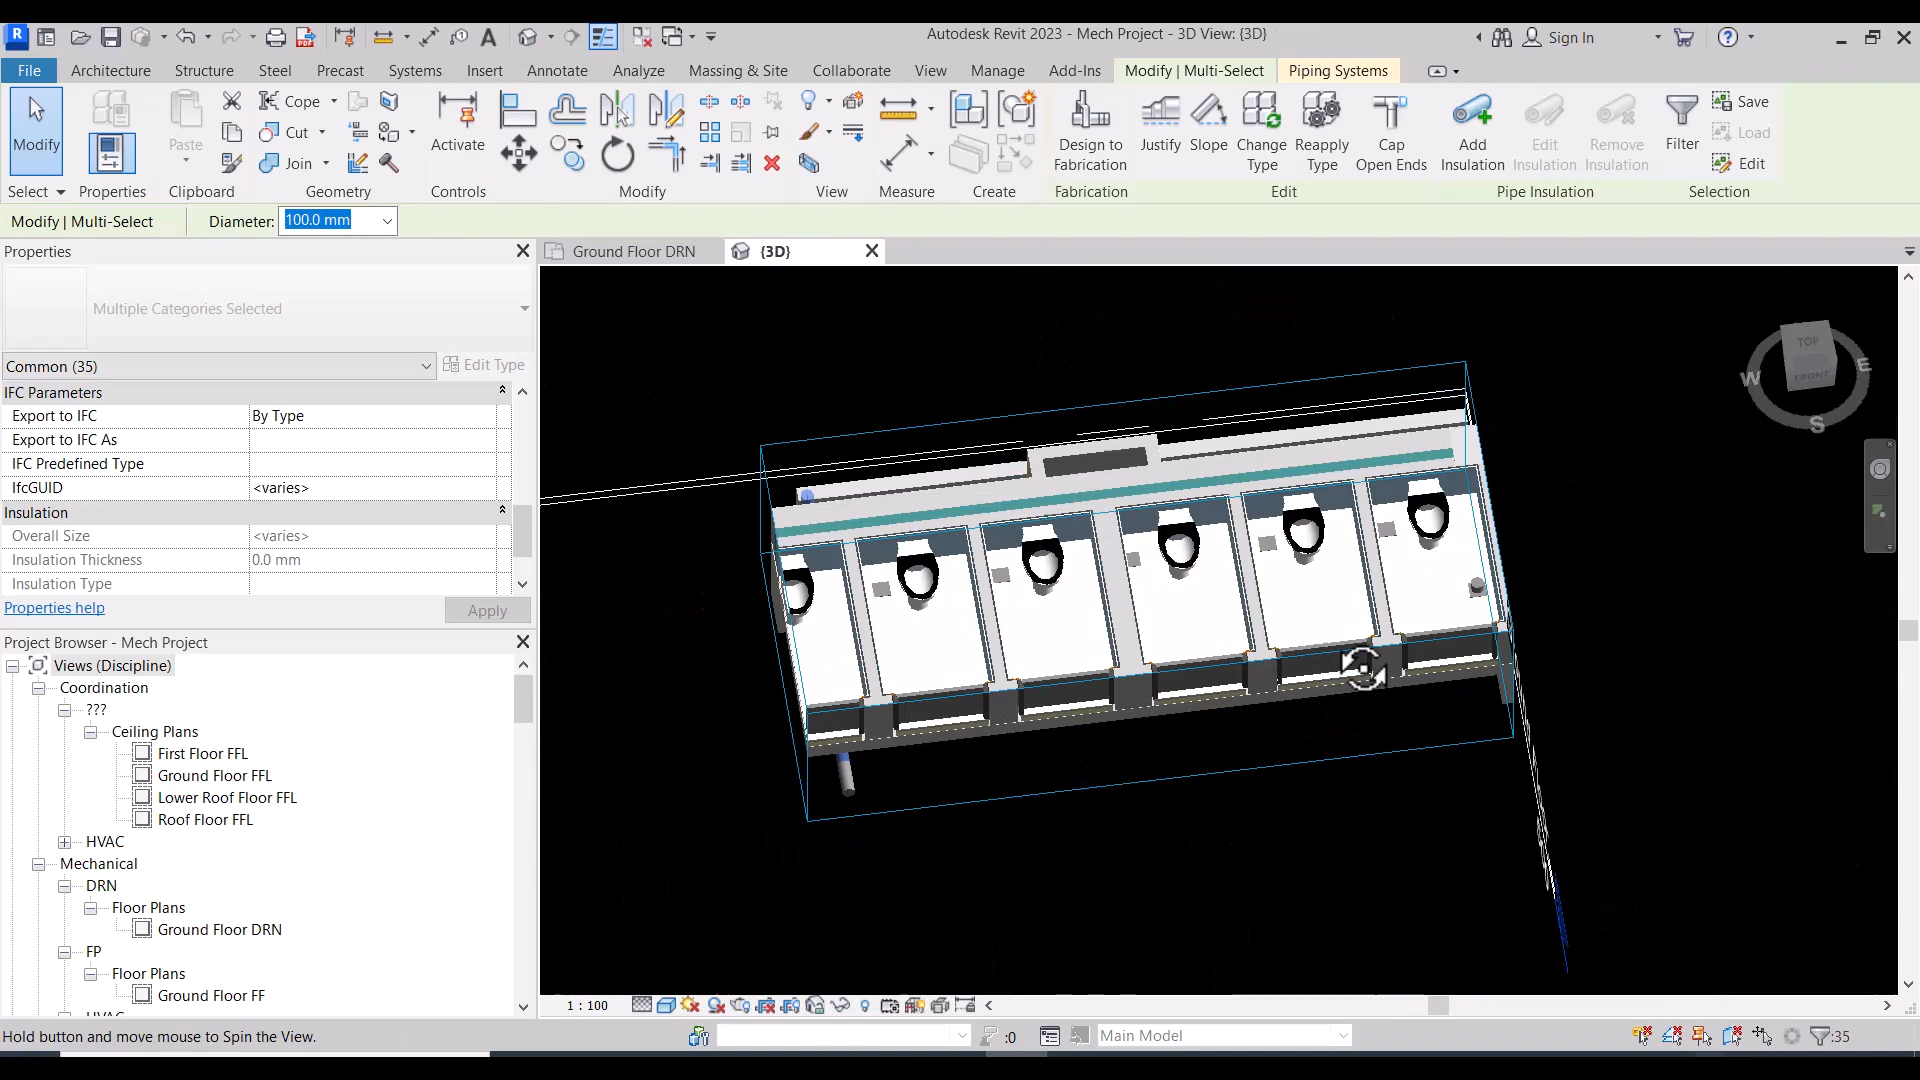 Autodesk Revit 2023 - Mech Project - 3D View: {3D}
Sign In
File Architecture Structure Steel Precast Systems Insert Annotate Analyze Massing & Site Collaborate View Manage Add-Ins Modify | Multi-Select Piping Systems
Modify
Paste
Cope
Cut
Join
Activate
Design to Fabrication
Justify
Slope
Change Type
Reapply Type
Cap Open Ends
Add Insulation
Edit Insulation
Remove Insulation
Filter
Save
Load
Edit
Select Properties Clipboard Geometry Controls Modify View Measure Create Fabrication Edit Pipe Insulation Selection
Modify | Multi-Select Diameter: 100.0 mm
Properties
Ground Floor DRN
{3D}
Multiple Categories Selected
Common (35)
Edit Type
IFC Parameters
Export to IFC By Type
Export to IFC As
IFC Predefined Type
IfcGUID <varies>
Insulation
Overall Size <varies>
Insulation Thickness 0.0 mm
Insulation Type
Properties help
Apply
Project Browser - Mech Project
Views (Discipline)
Coordination
???
Ceiling Plans
First Floor FFL
Ground Floor FFL
Lower Roof Floor FFL
Roof Floor FFL
HVAC
Mechanical
DRN
Floor Plans
Ground Floor DRN
FP
Floor Plans
Ground Floor FF
HVAC
TOP
FRONT
W
E
S
1 : 100
Hold button and move mouse to Spin the View.
:0
Main Model
:35